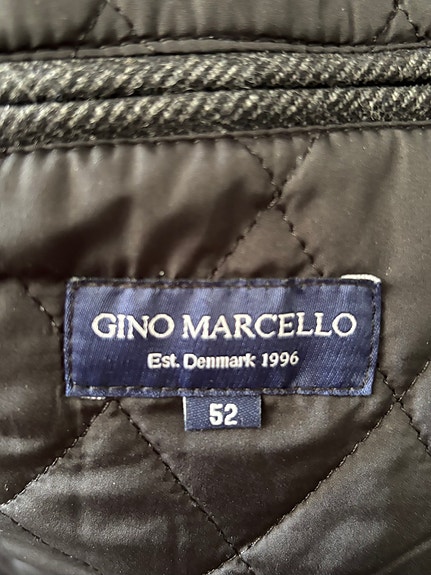 GINO MARCELLO
Est. Denmark 1996
52